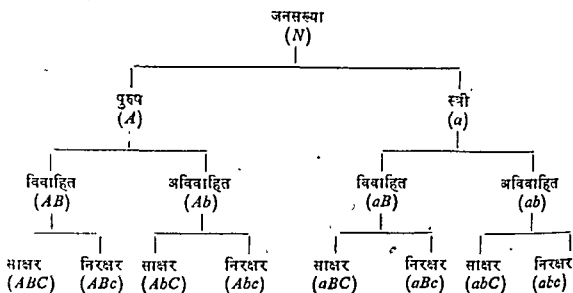 जनसख्या
(N)
पुरुष स्त्री
(A) (a)
विवाहित अविवाहित विवाहित अविवाहित
(AB) (Ab) (aB) (ab)
साक्षर निरक्षर साक्षर निरक्षर साक्षर निरक्षर साक्षर निरक्षर
(ABC) (ABc) (AbC) (Abc) (aBC) (aBc) (abC) (abc)